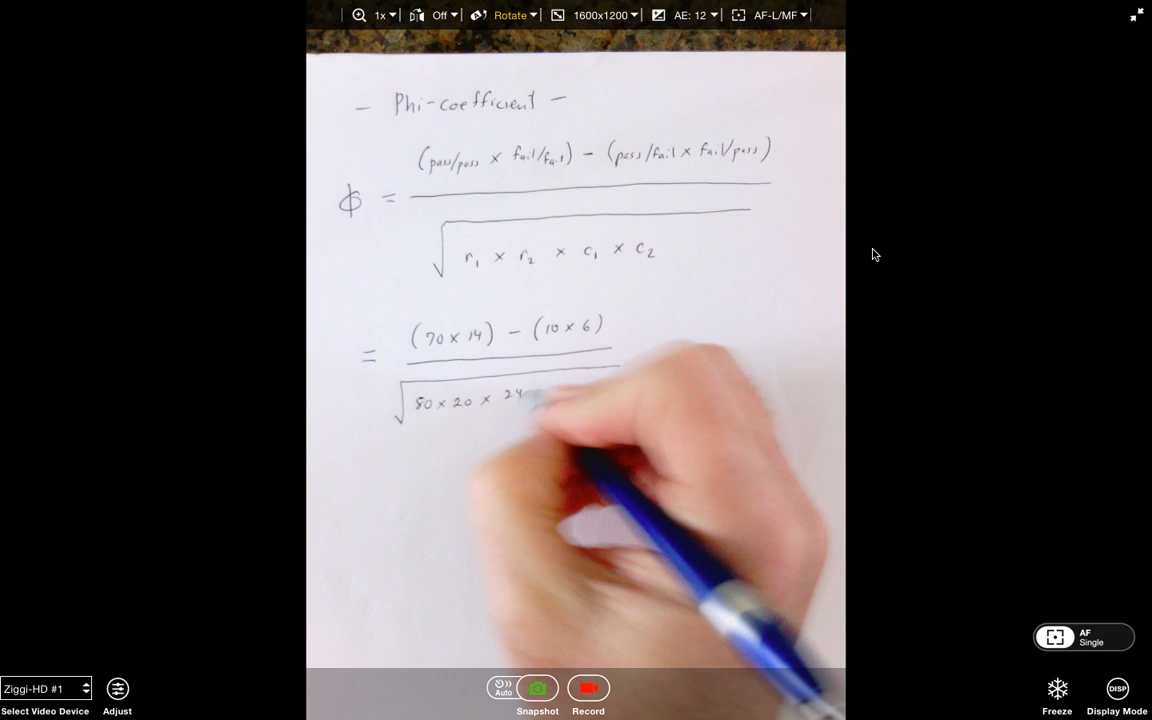 1x Off Rotate 1600x1200 AE: 12 AF-L/MF
- Phi-coefficient -
(pass/pass × fail/fail) - (pass/fail × fail/pass)
ϕ =
√ r₁ × r₂ × c₁ × c₂
= (70 × 14) - (10 × 6)
√ 80 × 20 × 24
AF
Single
Ziggi-HD #1
Auto
Select Video Device Adjust Snapshot Record Freeze Display Mode
DISP